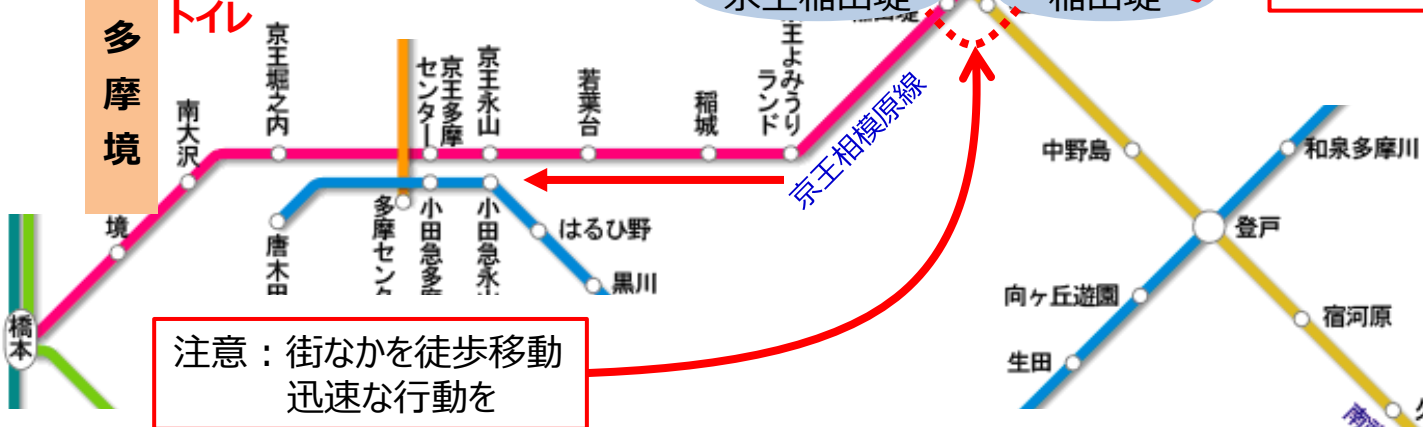 トイレ
多摩境
京王稲田堤
稲田堤
京王堀之内
南大沢
京王多摩
センター
京王永山
若葉台
稲城
王よみうり
ランド
京王相模原線
境
中野島
和泉多摩川
登戸
はるひ野
黒川
唐木田
多摩センタ
小田急多摩
小田急永山
向ヶ丘遊園
宿河原
生田
橋本
注意：街なかを徒歩移動
迅速な行動を